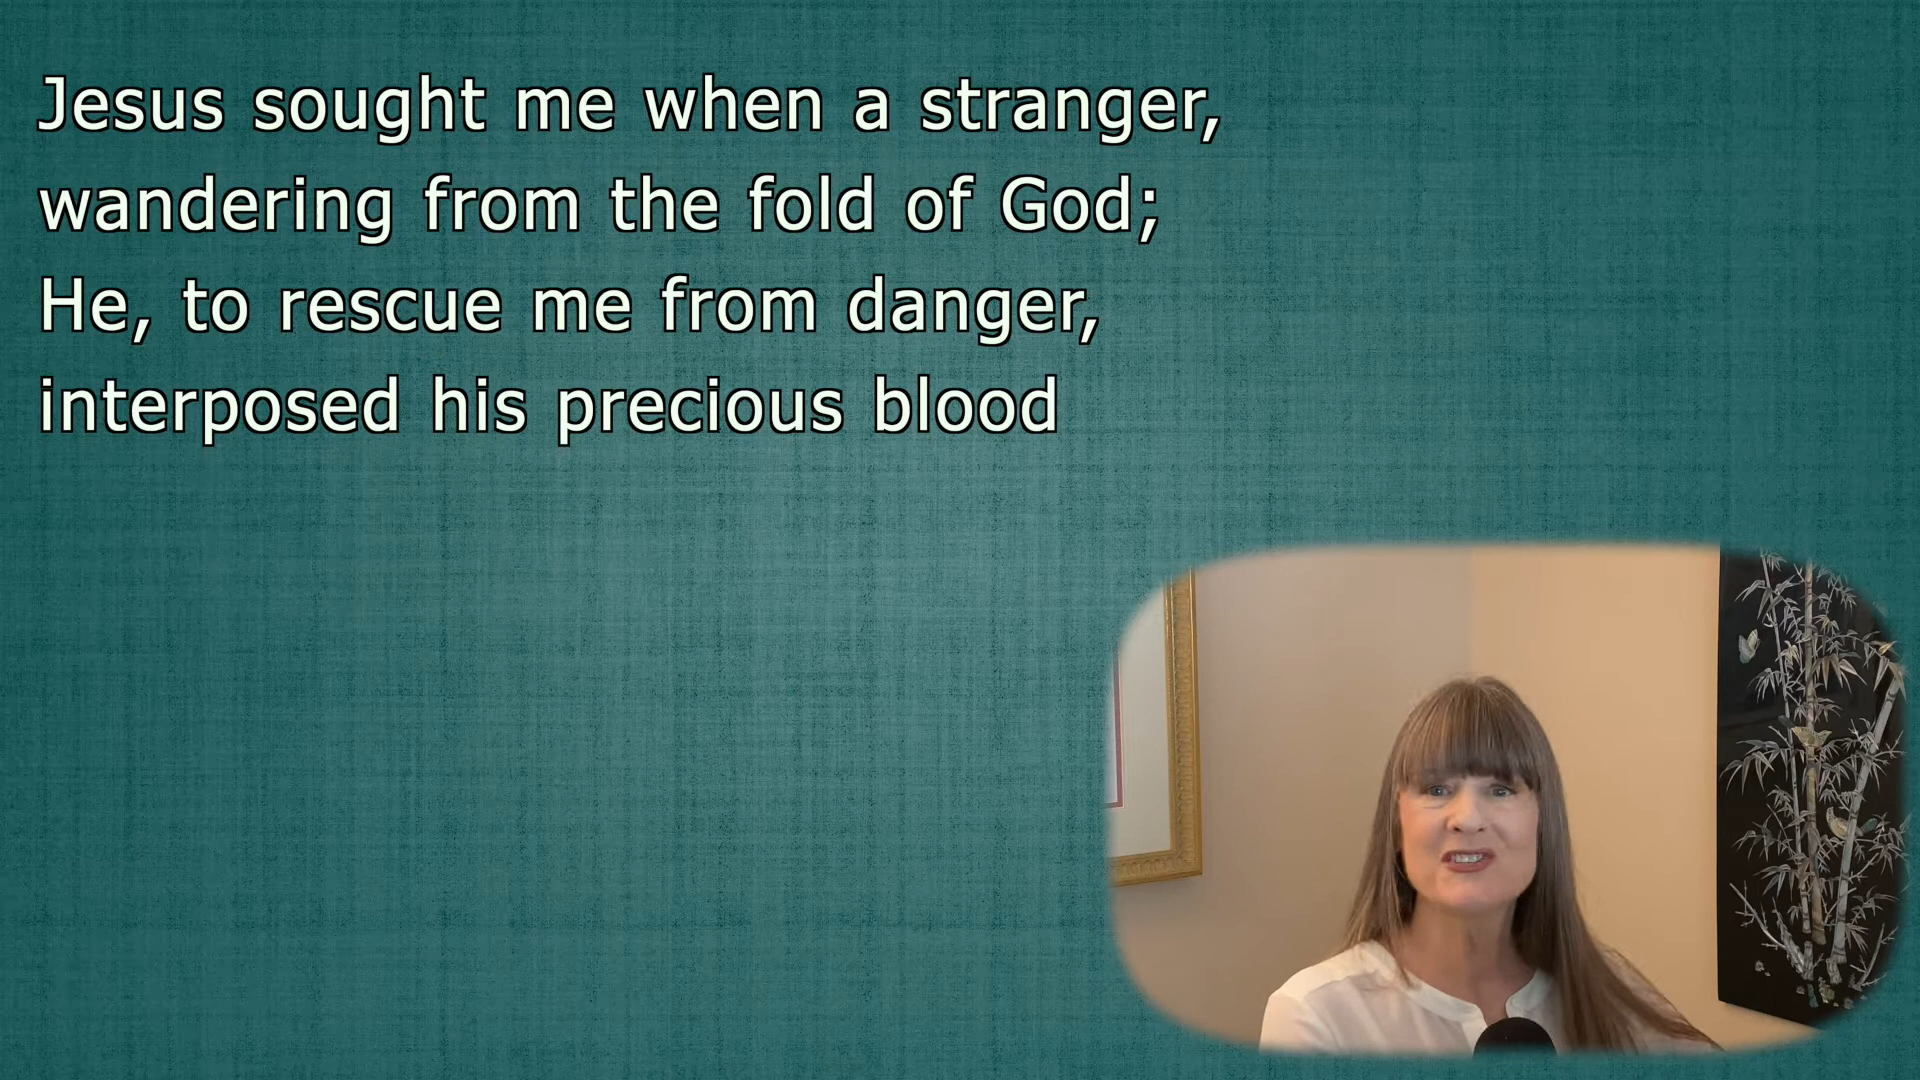 Jesus sought me when a stranger,
wandering from the fold of God;
He, to rescue me from danger,
interposed his precious blood